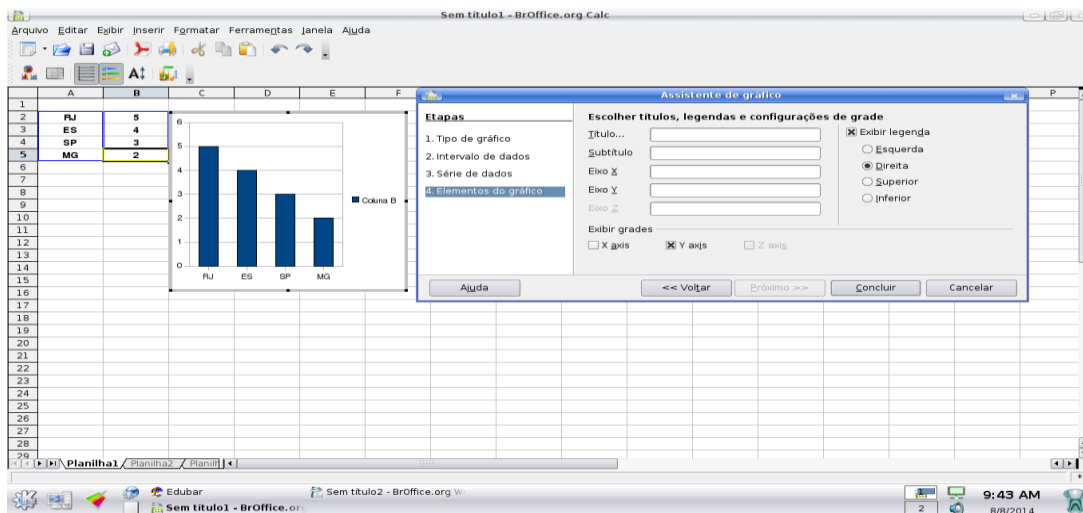 Sem título1 - BrOffice.org Calc
Arquivo Editar Exibir Inserir Formatar Ferramentas Janela Ajuda
A B C D E F P
1
2 RJ 5
3 ES 4
4 SP 3
5 MG 2
6
7
8
9
10
11
12
13
14
15
16
17
18
19
20
21
22
23
24
25
26
27
28
29
6
5
4
3
2
1
0
RJ ES SP MG
Coluna B
Assistente de gráfico
Etapas
1. Tipo de gráfico
2. Intervalo de dados
3. Série de dados
4. Elementos do gráfico
Escolher títulos, legendas e configurações de grade
Título...
Subtítulo
Eixo X
Eixo Y
Eixo Z
Exibir legenda
Esquerda
Direita
Superior
Inferior
Exibir grades
X axis Y axis Z axis
Ajuda << Voltar Próximo >> Concluir Cancelar
Planilha1 Planilha2 Planilh
Edubar Sem título2 - BrOffice.org W
Sem título1 - BrOffice.or
2
9:43 AM
8/8/2014